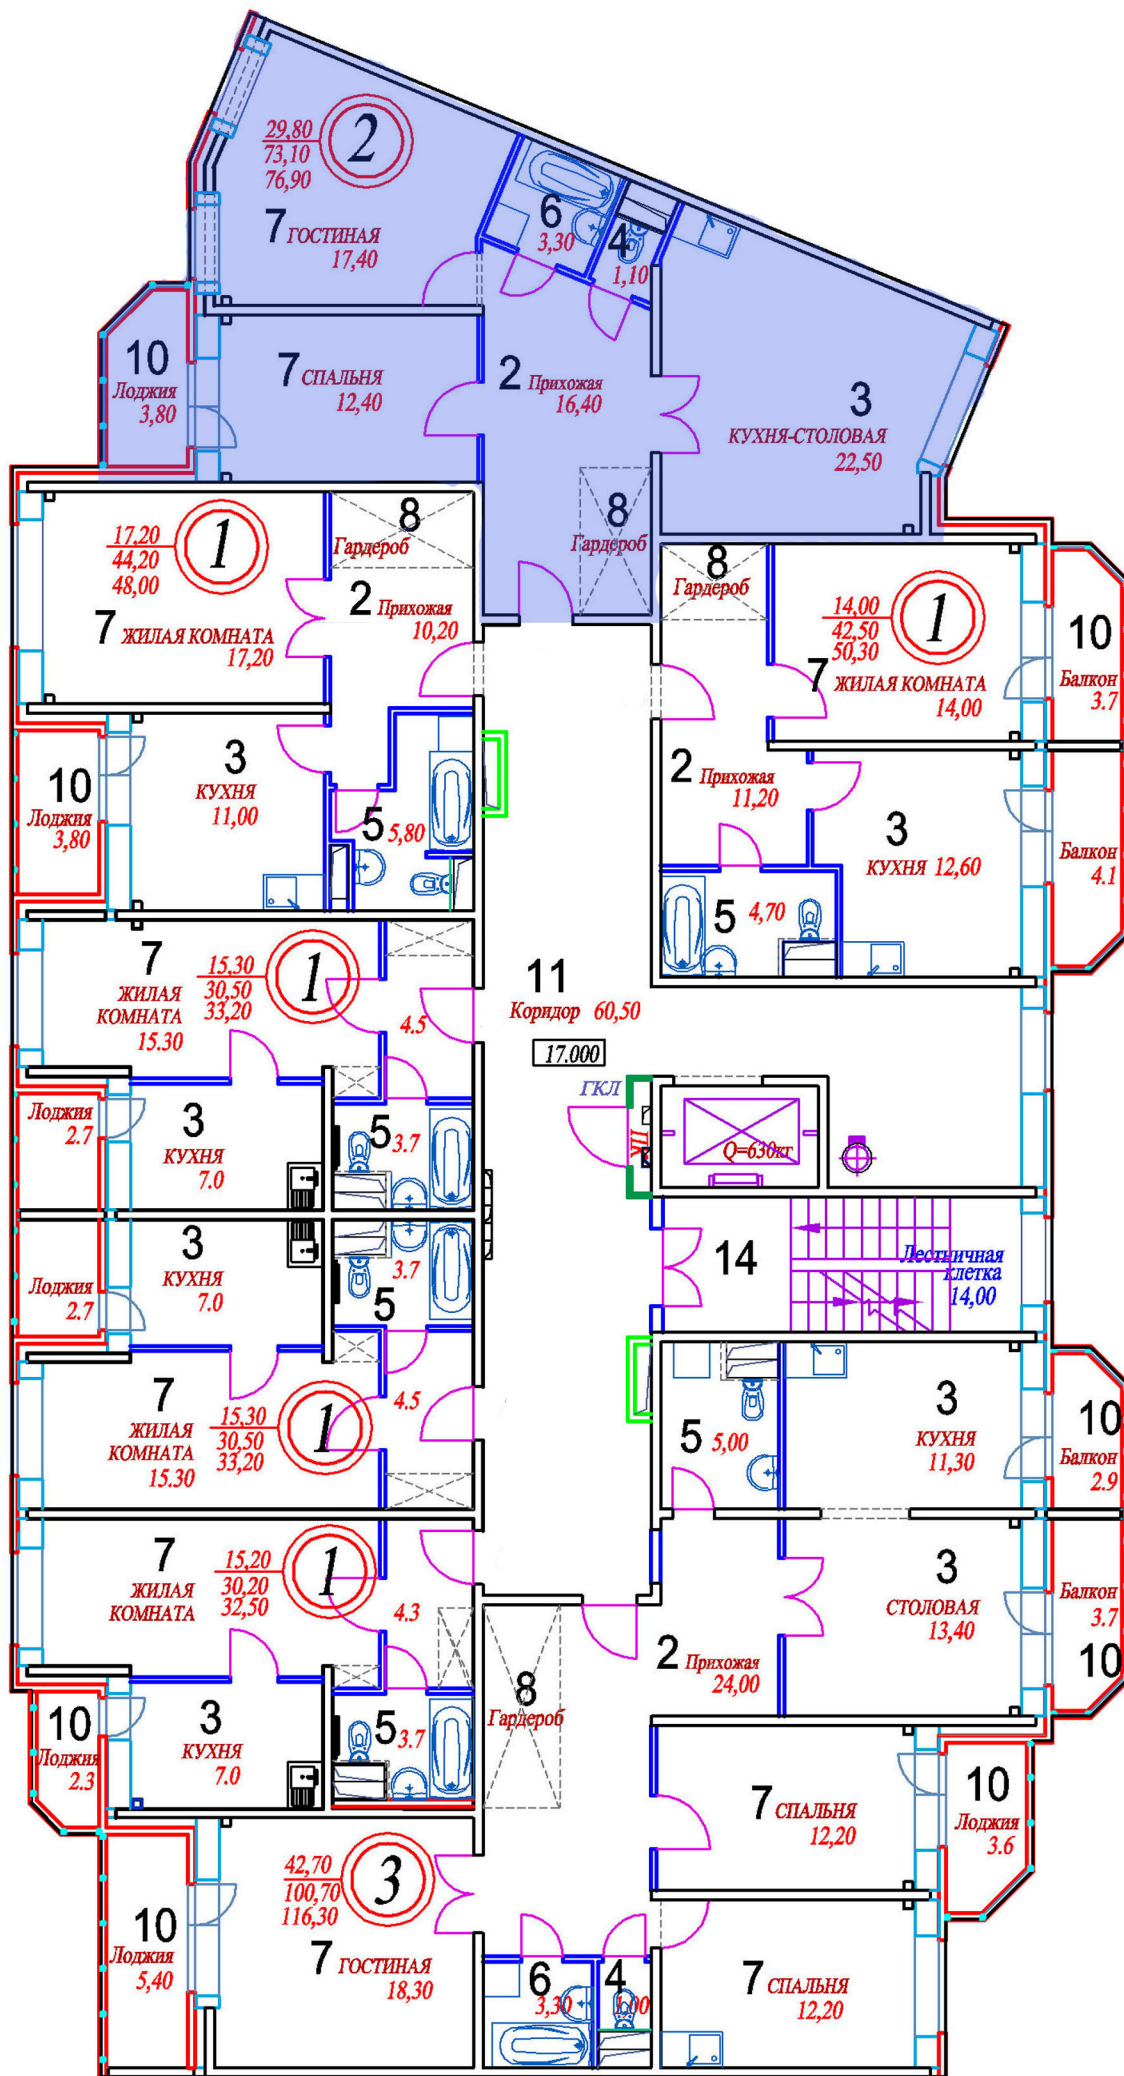 29,80
73,10
76,90
2
7 ГОСТИНАЯ
17,40
6
3,30
4
1,10
10
Лоджия
3,80
7 СПАЛЬНЯ
12,40
2 Прихожая
16,40
3
КУХНЯ-СТОЛОВАЯ
22,50
8
Гардероб
17,20
44,20
48,00
1
7 ЖИЛАЯ КОМНАТА
17,20
8
Гардероб
2 Прихожая
10,20
8
Гардероб
14,00
42,50
50,30
1
7 ЖИЛАЯ КОМНАТА
14,00
10
Балкон
3.7
10
Лоджия
3,80
3
КУХНЯ
11,00
5 5,80
2 Прихожая
11,20
3
КУХНЯ 12,60
Балкон
4.1
5 4,70
7
ЖИЛАЯ
КОМНАТА
15.30
15,30
30,50
33,20
1
4.5
11
Коридор 60,50
17.000
ГКЛ
ПК
Q=630кг
Лоджия
2.7
3
КУХНЯ
7.0
5 3.7
Лоджия
2.7
3
КУХНЯ
7.0
3.7
5
14
Лестничная
клетка
14,00
7
ЖИЛАЯ
КОМНАТА
15.30
15,30
30,50
33,20
1
4.5
5 5,00
3
КУХНЯ
11,30
10
Балкон
2.9
7
ЖИЛАЯ
КОМНАТА
15,20
30,20
32,50
1
4.3
3
СТОЛОВАЯ
13,40
Балкон
3.7
10
2 Прихожая
24,00
8
Гардероб
10
Лоджия
2.3
3
КУХНЯ
7.0
5 3.7
7 СПАЛЬНЯ
12,20
10
Лоджия
3.6
42,70
100,70
116,30
3
7 ГОСТИНАЯ
18,30
10
Лоджия
5,40
6
3,30
4
1,00
7 СПАЛЬНЯ
12,20